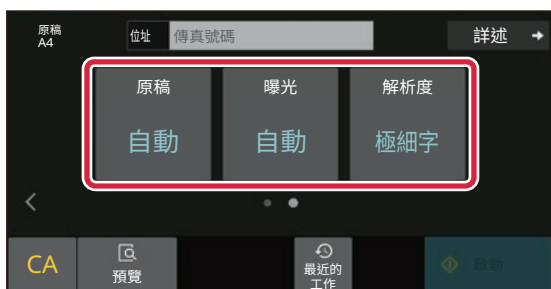 原稿
A4
位址
傳真號碼
詳述
原稿
曝光
解析度
自動
自動
極細字
CA
預覽
最近的
工作
啟動